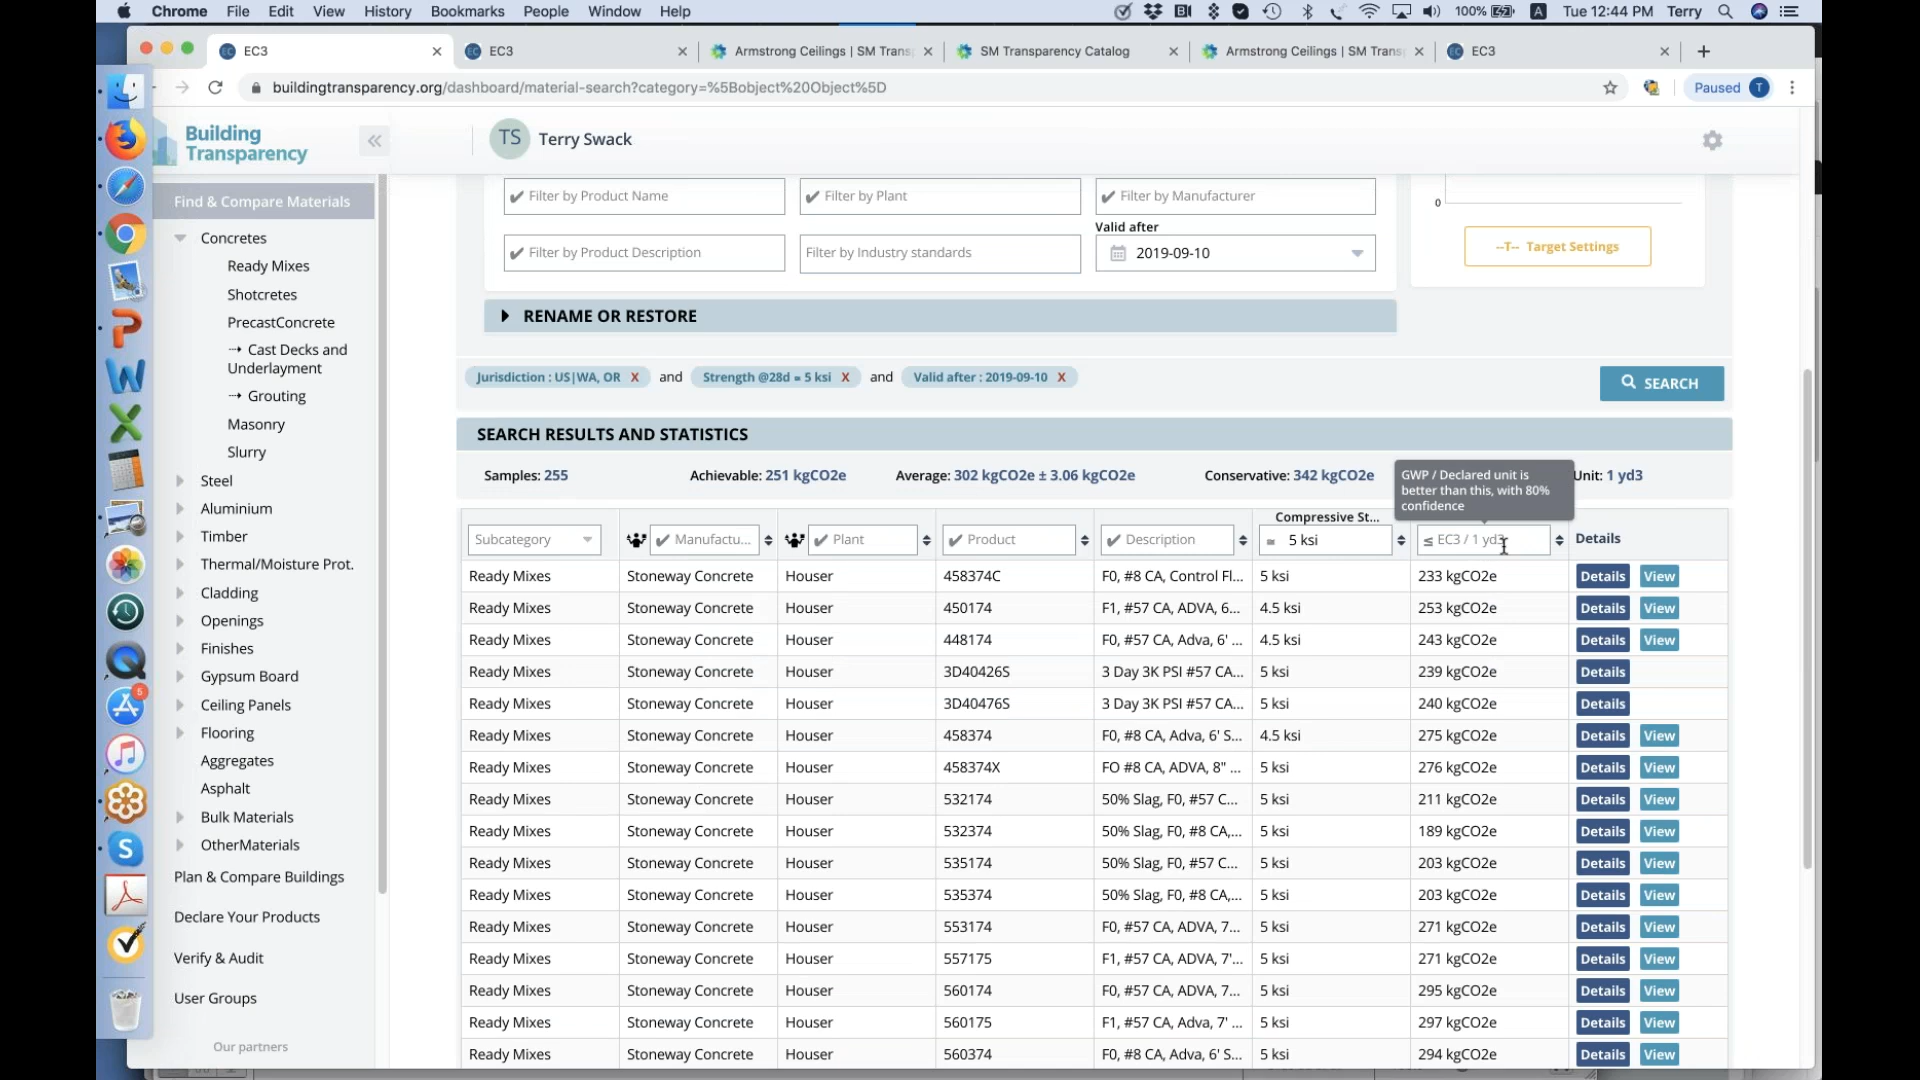 Chrome File Edit View History Bookmarks People Window Help 100% A Tue 12:44 PM Terry
EC3
EC3
Armstrong Ceilings | SM Trans
SM Transparency Catalog
Armstrong Ceilings | SM Trans
EC3
buildingtransparency.org/dashboard/material-search?category=%5Bobject%20Object%5D
Paused T
Building
Transparency
TS Terry Swack
Find & Compare Materials
Concretes
Ready Mixes
Shotcretes
PrecastConcrete
Cast Decks and
Underlayment
Grouting
Masonry
Slurry
Steel
Aluminium
Timber
Thermal/Moisture Prot.
Cladding
Openings
Finishes
Gypsum Board
Ceiling Panels
Flooring
Aggregates
Asphalt
Bulk Materials
OtherMaterials
Plan & Compare Buildings
Declare Your Products
Verify & Audit
User Groups
Our partners
5
Filter by Product Name
Filter by Plant
Filter by Manufacturer
Valid after
Filter by Product Description
Filter by Industry standards
2019-09-10
0
--T-- Target Settings
RENAME OR RESTORE
Jurisdiction : US|WA, OR X and Strength @28d = 5 ksi X and Valid after : 2019-09-10 X
SEARCH
SEARCH RESULTS AND STATISTICS
Samples: 255 Achievable: 251 kgCO2e Average: 302 kgCO2e ± 3.06 kgCO2e Conservative: 342 kgCO2e Unit: 1 yd3
GWP / Declared unit is
better than this, with 80%
confidence
Compressive St...
Subcategory Manufactu... Plant Product Description ≈ 5 ksi ≤ EC3 / 1 yd3 Details
Ready Mixes Stoneway Concrete Houser 458374C F0, #8 CA, Control Fl... 5 ksi 233 kgCO2e Details View
Ready Mixes Stoneway Concrete Houser 450174 F1, #57 CA, ADVA, 6... 4.5 ksi 253 kgCO2e Details View
Ready Mixes Stoneway Concrete Houser 448174 F0, #57 CA, Adva, 6' ... 4.5 ksi 243 kgCO2e Details View
Ready Mixes Stoneway Concrete Houser 3D40426S 3 Day 3K PSI #57 CA... 5 ksi 239 kgCO2e Details
Ready Mixes Stoneway Concrete Houser 3D40476S 3 Day 3K PSI #57 CA... 5 ksi 240 kgCO2e Details
Ready Mixes Stoneway Concrete Houser 458374 F0, #8 CA, Adva, 6' S... 4.5 ksi 275 kgCO2e Details View
Ready Mixes Stoneway Concrete Houser 458374X FO #8 CA, ADVA, 8" ... 5 ksi 276 kgCO2e Details View
Ready Mixes Stoneway Concrete Houser 532174 50% Slag, F0, #57 C... 5 ksi 211 kgCO2e Details View
Ready Mixes Stoneway Concrete Houser 532374 50% Slag, F0, #8 CA,... 5 ksi 189 kgCO2e Details View
Ready Mixes Stoneway Concrete Houser 535174 50% Slag, F0, #57 C... 5 ksi 203 kgCO2e Details View
Ready Mixes Stoneway Concrete Houser 535374 50% Slag, F0, #8 CA,... 5 ksi 203 kgCO2e Details View
Ready Mixes Stoneway Concrete Houser 553174 F0, #57 CA, ADVA, 7... 5 ksi 271 kgCO2e Details View
Ready Mixes Stoneway Concrete Houser 557175 F1, #57 CA, ADVA, 7'... 5 ksi 271 kgCO2e Details View
Ready Mixes Stoneway Concrete Houser 560174 F0, #57 CA, ADVA, 7... 5 ksi 295 kgCO2e Details View
Ready Mixes Stoneway Concrete Houser 560175 F1, #57 CA, Adva, 7' ... 5 ksi 297 kgCO2e Details View
Ready Mixes Stoneway Concrete Houser 560374 F0, #8 CA, Adva, 6' S... 5 ksi 294 kgCO2e Details View